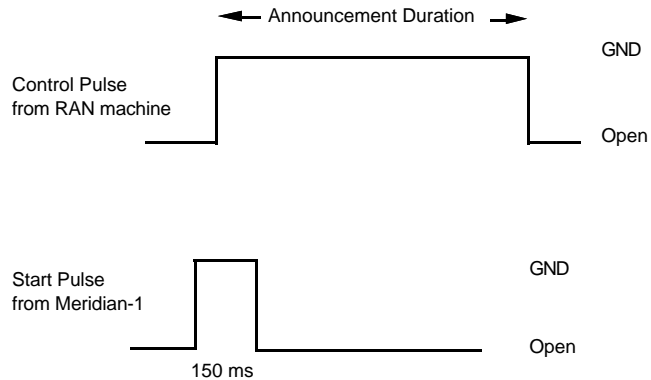 Announcement Duration
GND
Control Pulse
from RAN machine
Open
Start Pulse
from Meridian-1
GND
Open
150 ms